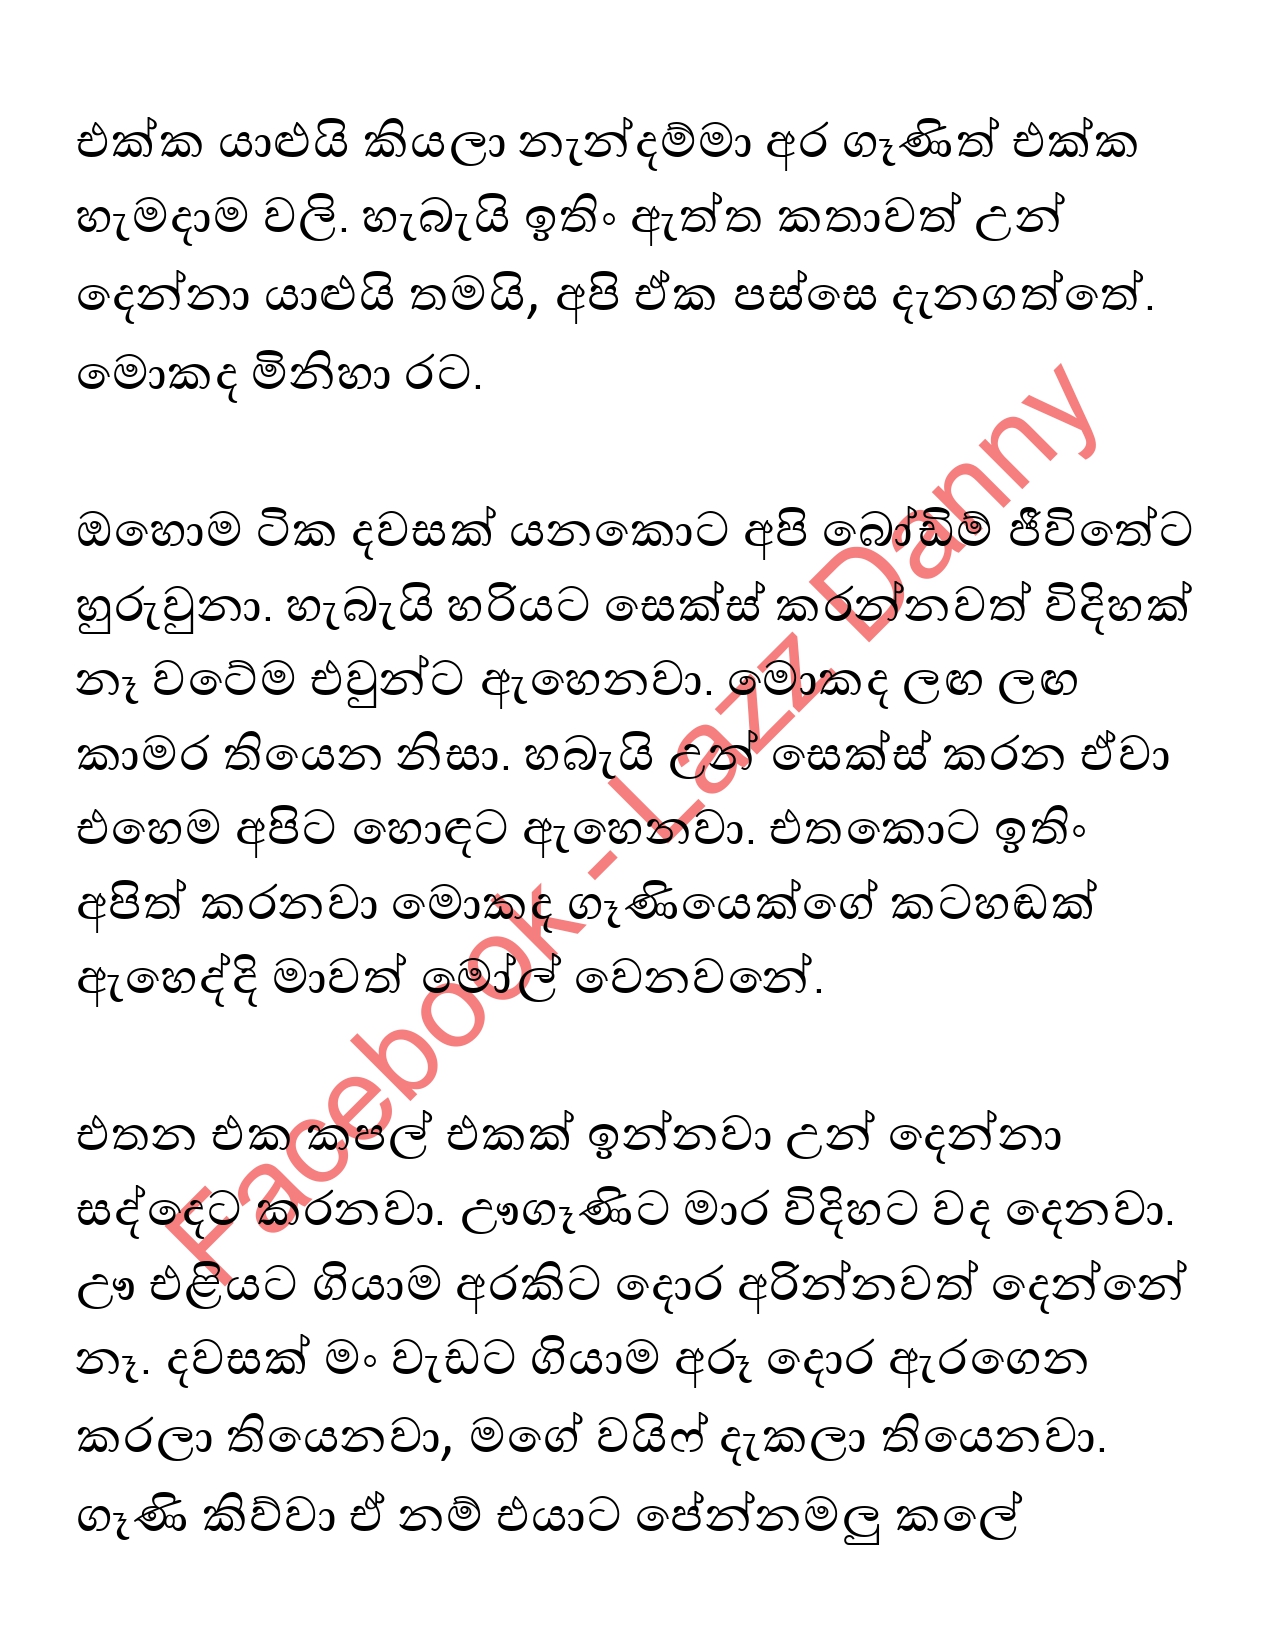 එක්ක යාළුයි කියලා නැන්දම්මා අර ගෑණිත් එක්ක
හැමදාම වලි. හැබැයි ඉතිං ඇත්ත කතාවත් උන්
දෙන්නා යාළුයි තමයි, අපි ඒක පස්සෙ දැනගත්තේ.
මොකද මිනිහා රට.
ඔහොම ටික දවසක් යනකොට අපි බෝඩිම් ජීවිතේට
හුරුවුනා. හැබැයි හරියට සෙක්ස් කරන්නවත් විදිහක්
නෑ වටේම එවුන්ට ඇහෙනවා. මොකද ලඟ ලඟ
කාමර තියෙන නිසා. හබැයි උන් සෙක්ස් කරන ඒවා
එහෙම අපිට හොඳට ඇහෙනවා. එතකොට ඉතිං
අපිත් කරනවා මොකද ගෑණියෙක්ගේ කටහඬක්
ඇහෙද්දි මාවත් මෝල් වෙනවනේ.
එතන එක කපල් එකක් ඉන්නවා උන් දෙන්නා
සද්දෙට කරනවා. ඌගෑණිට මාර විදිහට වද දෙනවා.
ඌ එළියට ගියාම අරකිට දොර අරින්නවත් දෙන්නේ
නෑ. දවසක් මං වැඩට ගියාම අරූ දොර ඇරගෙන
කරලා තියෙනවා, මගේ වයිෆ් දැකලා තියෙනවා.
ගෑණි කිව්වා ඒ නම් එයාට පේන්නමලු කලේ
Facebook - Lazz Danny